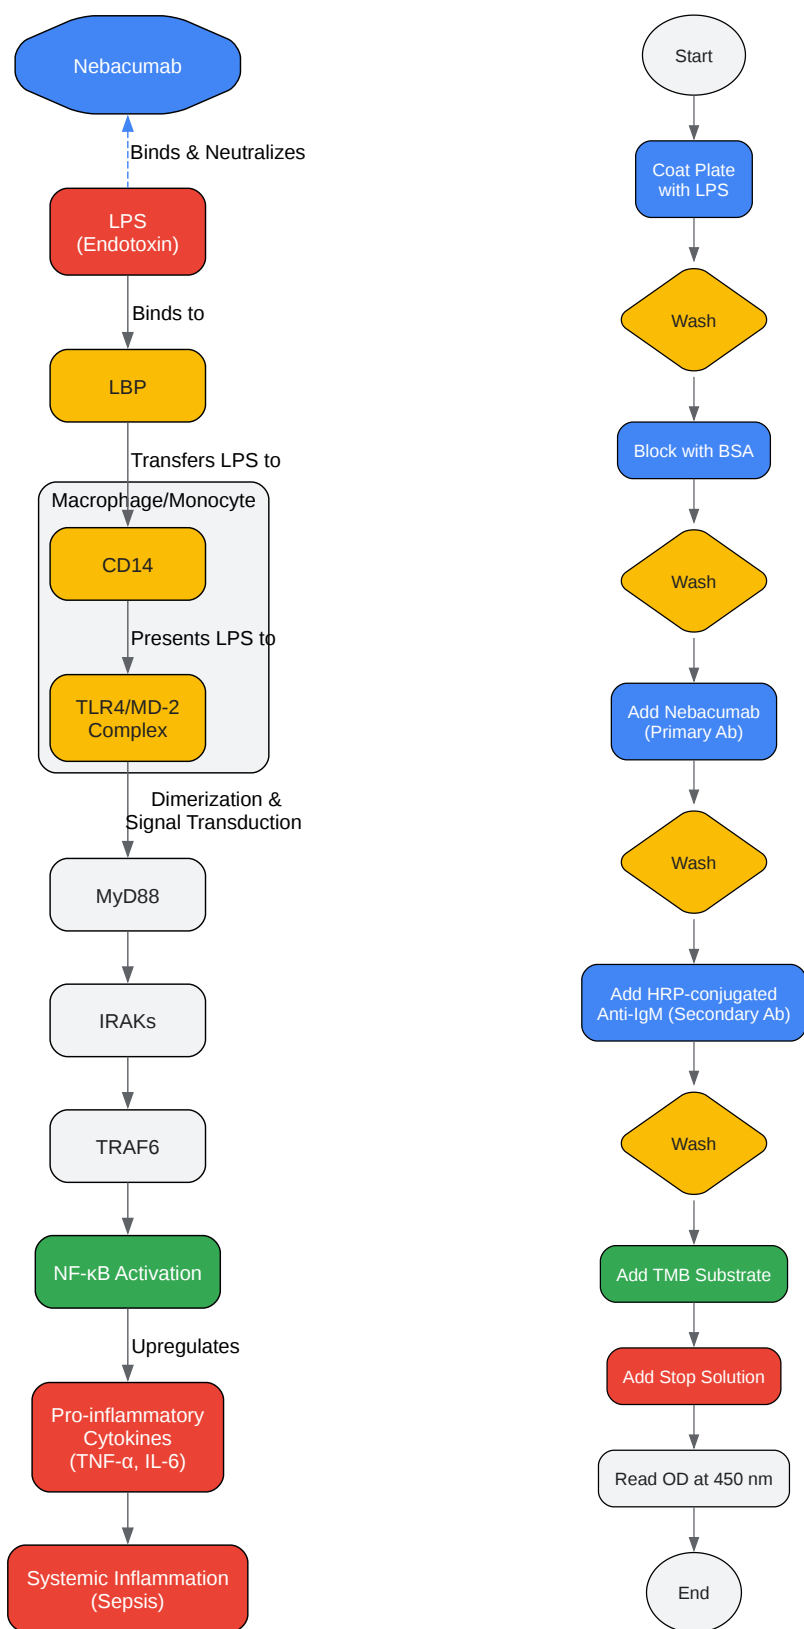 Nebacumab
Binds & Neutralizes
LPS
(Endotoxin)
Binds to
LBP
Transfers LPS to
Macrophage/Monocyte
CD14
Presents LPS to
TLR4/MD-2
Complex
Dimerization &
Signal Transduction
MyD88
IRAKs
TRAF6
NF-κB Activation
Upregulates
Pro-inflammatory
Cytokines
(TNF-α, IL-6)
Systemic Inflammation
(Sepsis)
Start
Coat Plate
with LPS
Wash
Block with BSA
Wash
Add Nebacumab
(Primary Ab)
Wash
Add HRP-conjugated
Anti-IgM (Secondary Ab)
Wash
Add TMB Substrate
Add Stop Solution
Read OD at 450 nm
End